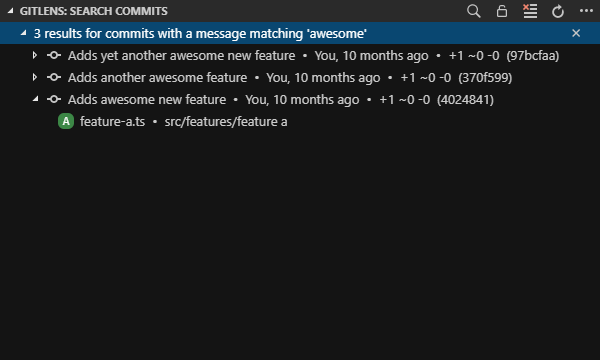 GITLENS: SEARCH COMMITS
3 results for commits with a message matching 'awesome'
Adds yet another awesome new feature • You, 10 months ago • +1 ~0 -0 (97bcfaa)
Adds another awesome feature • You, 10 months ago • +1 ~0 -0 (370f599)
Adds awesome new feature • You, 10 months ago • +1 ~0 -0 (4024841)
A feature-a.ts • src/features/feature a